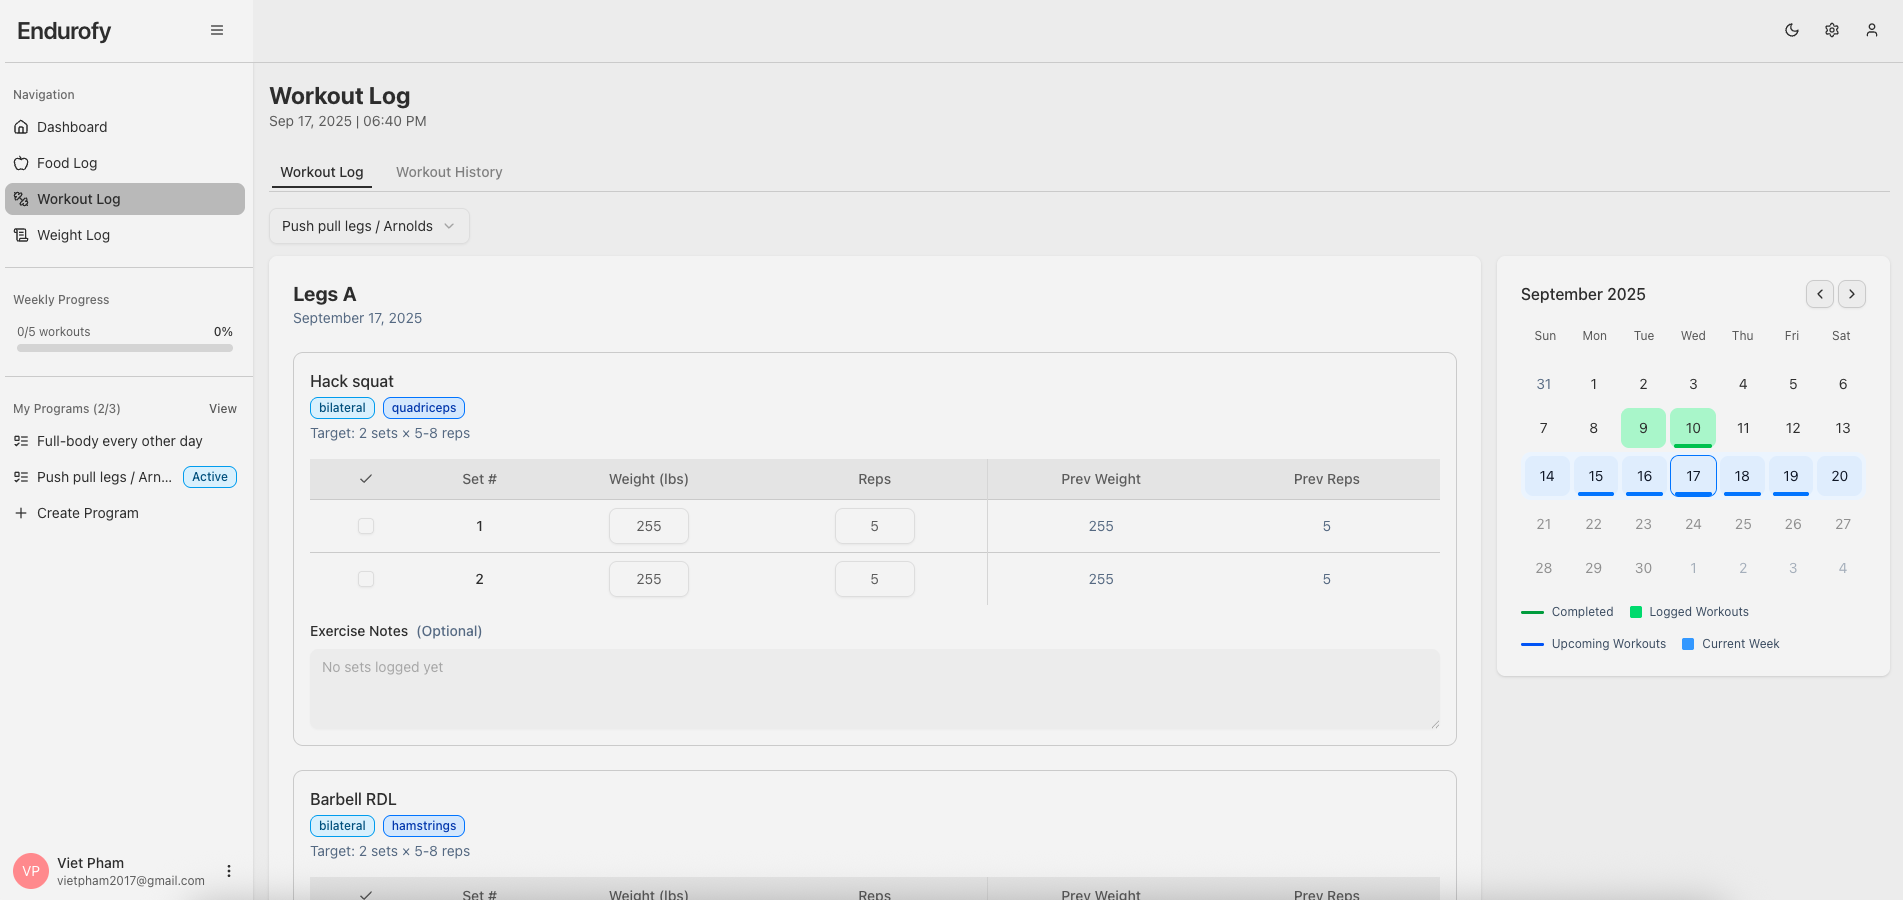 Endurofy
Navigation
Dashboard
Food Log
Workout Log
Weight Log
Weekly Progress
0/5 workouts 0%
My Programs (2/3) View
Full-body every other day
Push pull legs / Arn... Active
Create Program
Viet Pham
VP
vietpham2017@gmail.com
Workout Log
Sep 17, 2025 | 06:40 PM
Workout Log Workout History
Push pull legs / Arnolds
Legs A
September 17, 2025
Hack squat
bilateral quadriceps
Target: 2 sets × 5-8 reps
Set # Weight (lbs) Reps Prev Weight Prev Reps
1 255 5 255 5
2 255 5 255 5
Exercise Notes (Optional)
No sets logged yet
Barbell RDL
bilateral hamstrings
Target: 2 sets × 5-8 reps
Set # Weight (lbs) Reps Prev Weight Prev Reps
September 2025
Sun Mon Tue Wed Thu Fri Sat
31 1 2 3 4 5 6
7 8 9 10 11 12 13
14 15 16 17 18 19 20
21 22 23 24 25 26 27
28 29 30 1 2 3 4
Completed Logged Workouts
Upcoming Workouts Current Week